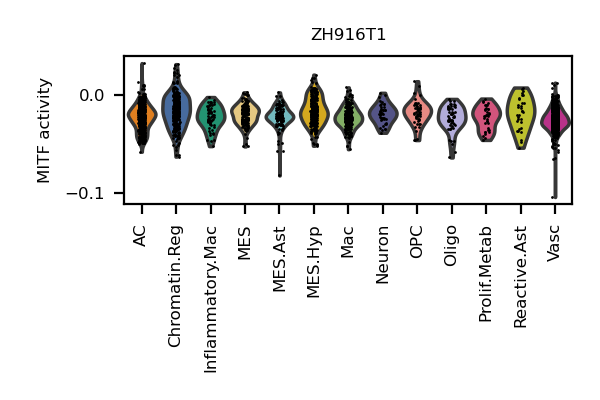 ZH916T1
MITF activity
0.0
−0.1
AC
Chromatin.Reg
Inflammatory.Mac
MES
MES.Ast
MES.Hyp
Mac
Neuron
OPC
Oligo
Prolif.Metab
Reactive.Ast
Vasc